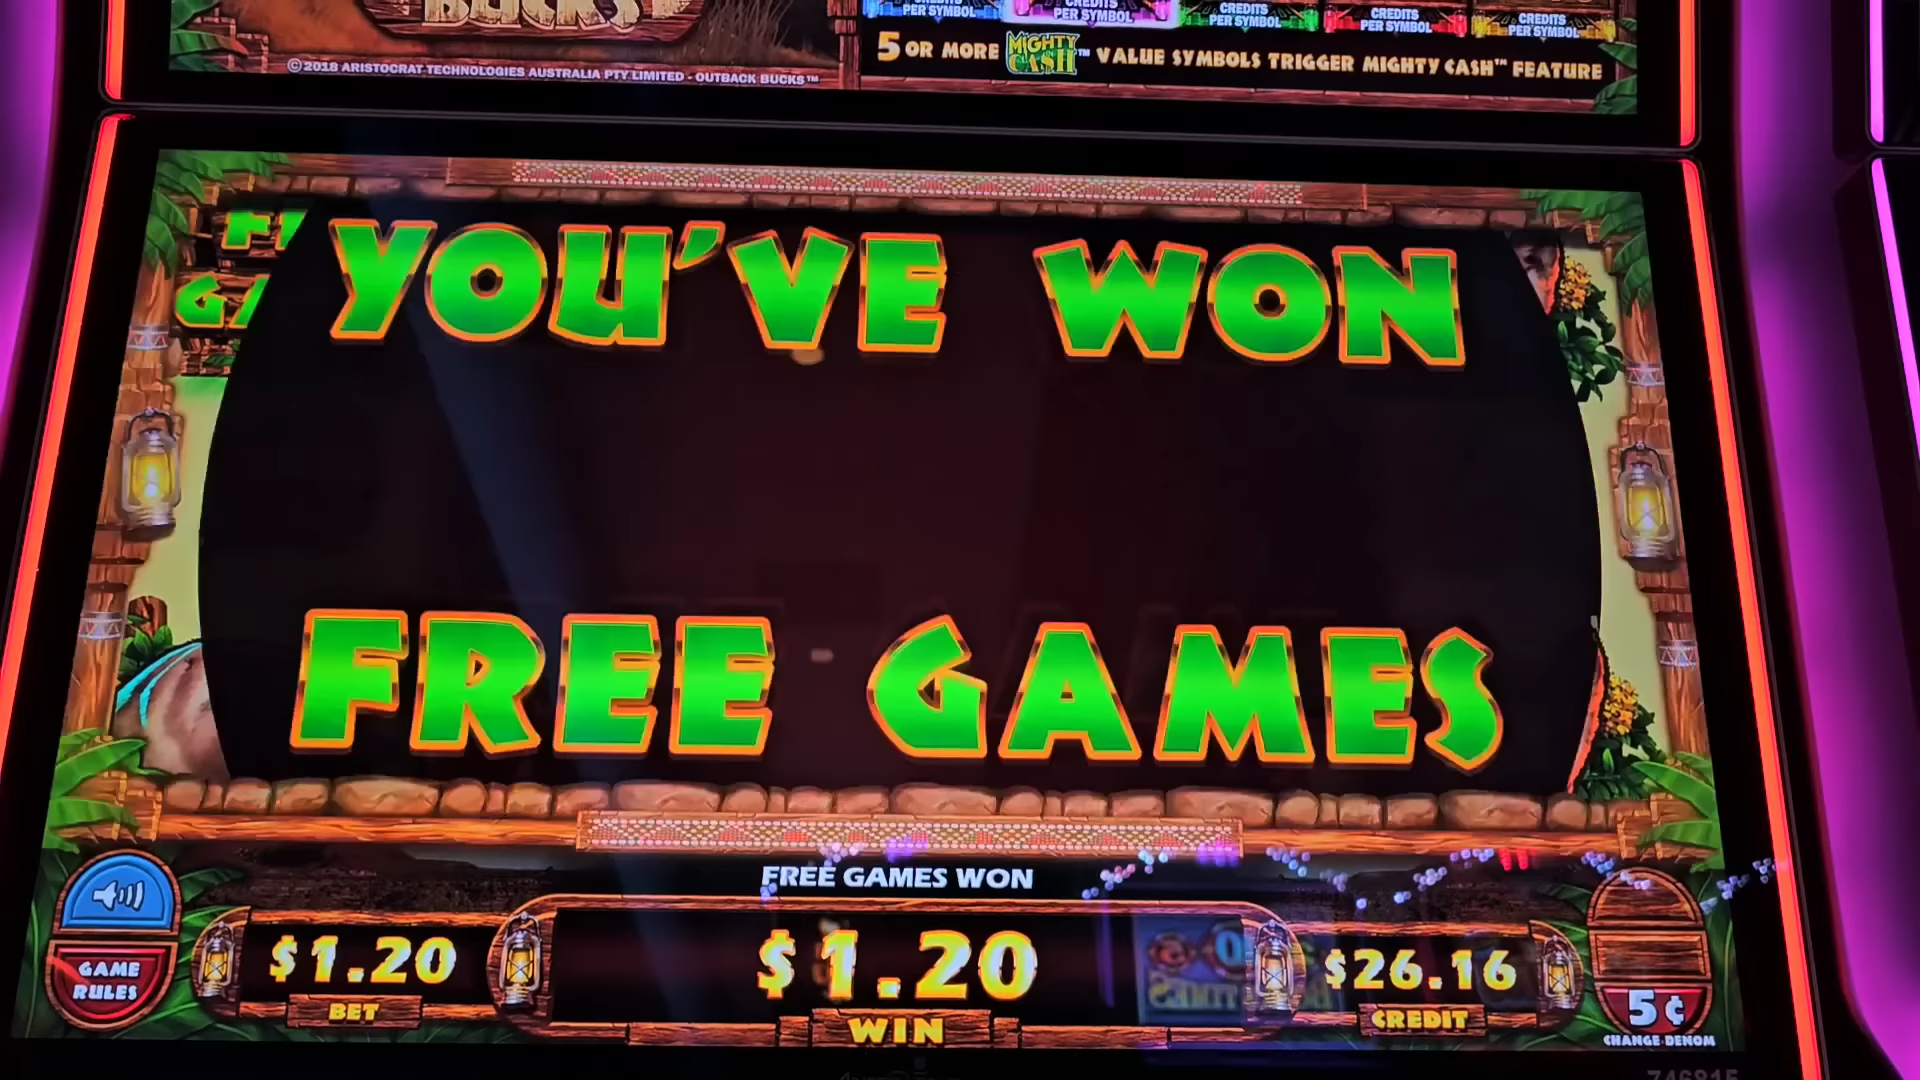 BUCKS
CREDITS PER SYMBOL
CREDITS PER SYMBOL
CREDITS PER SYMBOL
CREDITS PER SYMBOL
CREDITS PER SYMBOL
©2018 ARISTOCRAT TECHNOLOGIES AUSTRALIA PTY LIMITED - OUTBACK BUCKS™
5 OR MORE MIGHTY CASH™ VALUE SYMBOLS TRIGGER MIGHTY CASH™ FEATURE
YOU'VE WON
FREE GAMES
FREE GAMES WON
GAME RULES
$1.20
BET
$1.20
WIN
$26.16
CREDIT
5¢
CHANGE DENOM